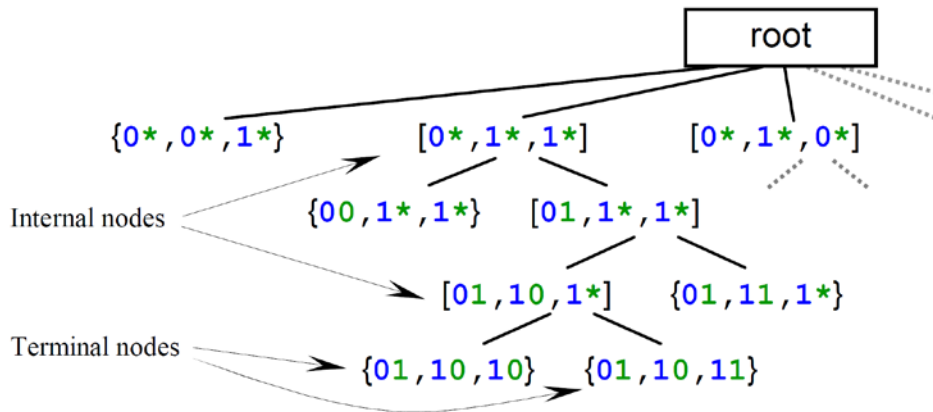 root
{0*,0*,1*} [0*,1*,1*] [0*,1*,0*]
Internal nodes {00,1*,1*} [01,1*,1*]
[01,10,1*] {01,11,1*}
Terminal nodes {01,10,10} {01,10,11}